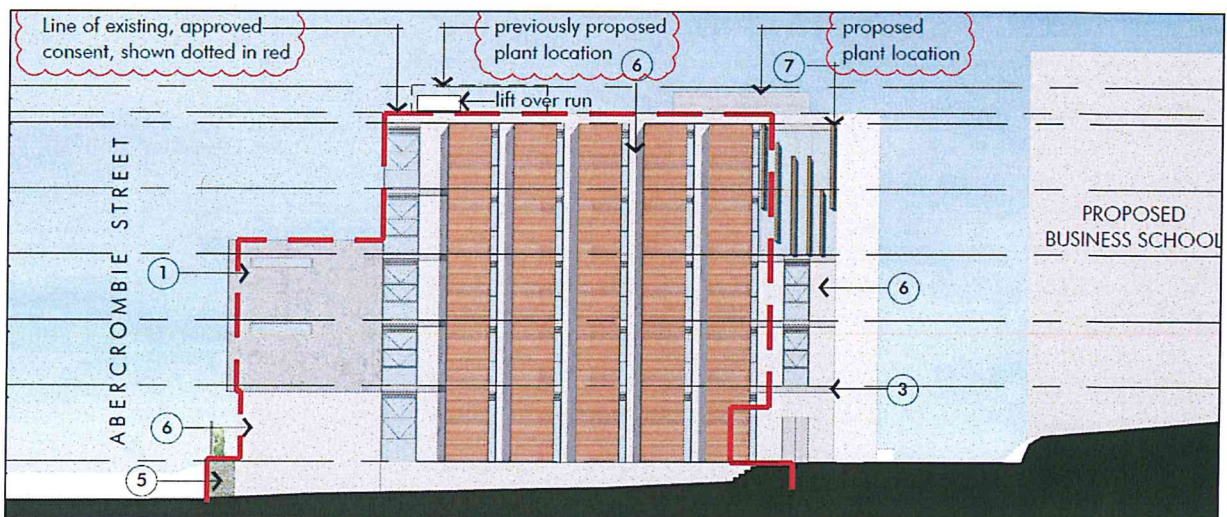 Line of existing, approved
consent, shown dotted in red
previously proposed
plant location
6
7
proposed
plant location
lift over run
ABERCROMBIE STREET
PROPOSED
BUSINESS SCHOOL
1
6
3
6
5